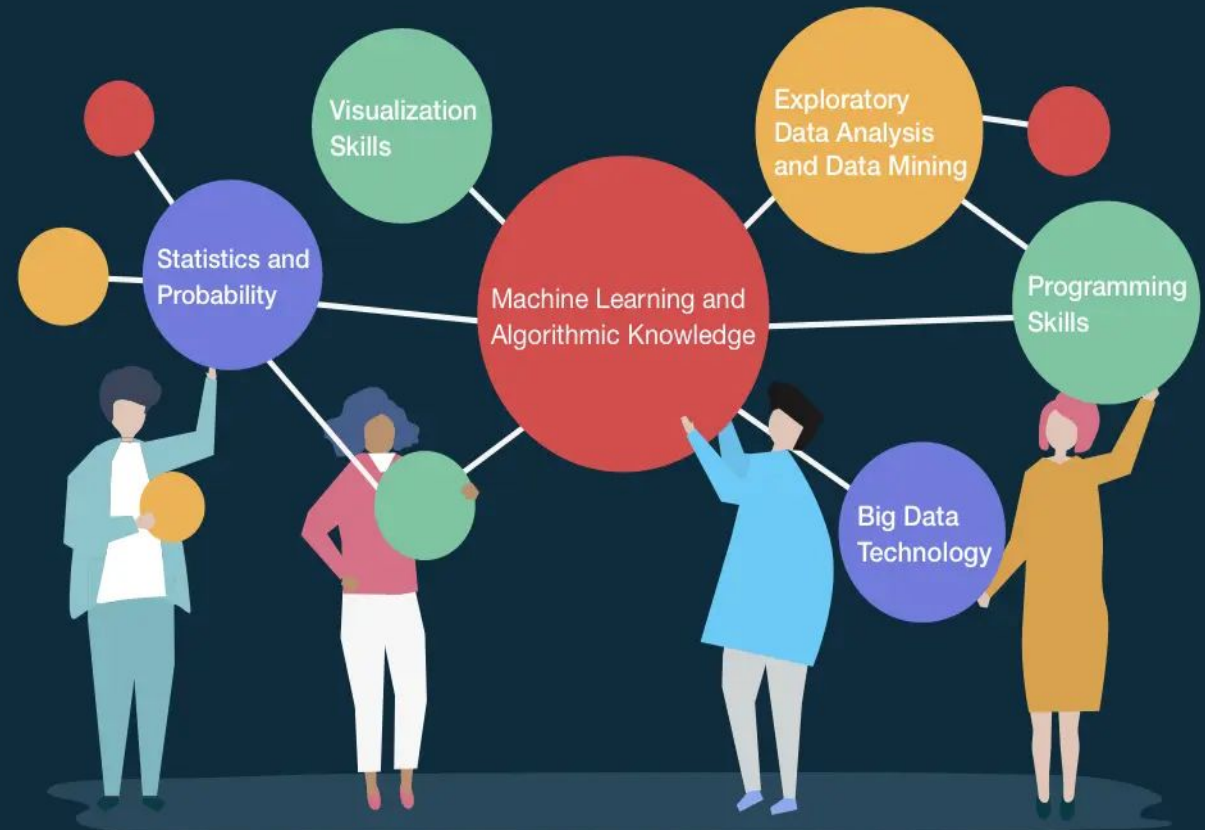 Visualization
Skills
Exploratory
Data Analysis
and Data Mining
Statistics and
Probability
Machine Learning and
Algorithmic Knowledge
Programming
Skills
Big Data
Technology